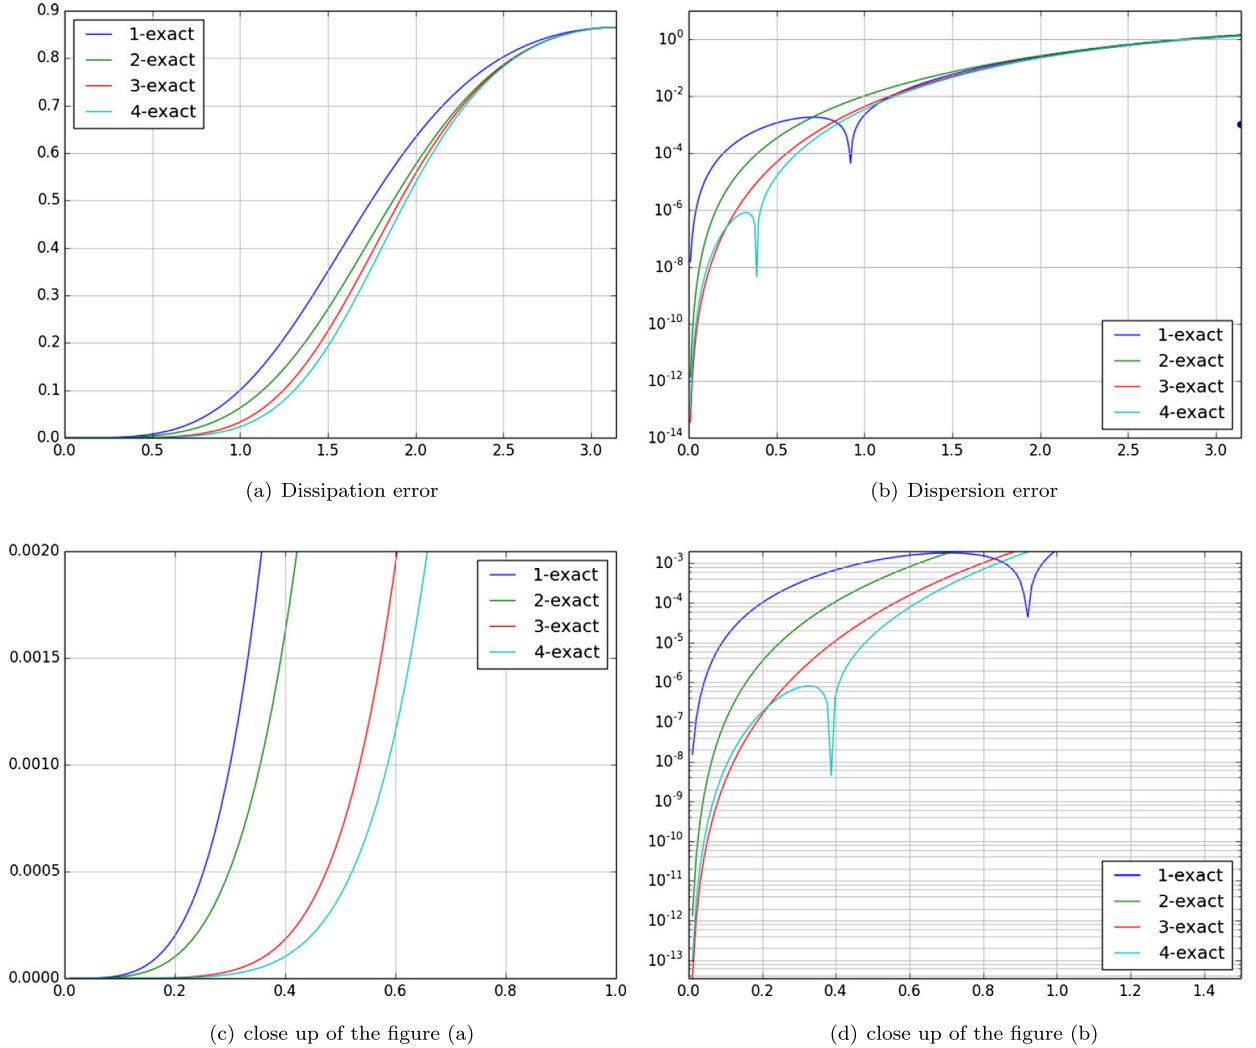 0.9
0.8
0.7
0.6
0.5
0.4
0.3
0.2
0.1
0.0
0.0 0.5 1.0 1.5 2.0 2.5 3.0
1-exact
2-exact
3-exact
4-exact
(a) Dissipation error
10^0
10^-2
10^-4
10^-6
10^-8
10^-10
10^-12
10^-14
0.0 0.5 1.0 1.5 2.0 2.5 3.0
1-exact
2-exact
3-exact
4-exact
(b) Dispersion error
0.0020
0.0015
0.0010
0.0005
0.0000
0.0 0.2 0.4 0.6 0.8 1.0
1-exact
2-exact
3-exact
4-exact
(c) close up of the figure (a)
10^-3
10^-4
10^-5
10^-6
10^-7
10^-8
10^-9
10^-10
10^-11
10^-12
10^-13
0.0 0.2 0.4 0.6 0.8 1.0 1.2 1.4
1-exact
2-exact
3-exact
4-exact
(d) close up of the figure (b)